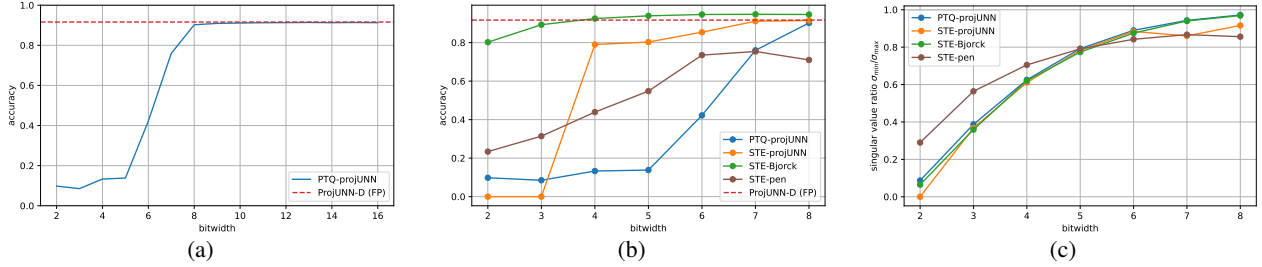 1.0
0.8
0.6
0.4
0.2
0.0
accuracy
2 4 6 8 10 12 14 16
bitwidth
PTQ-projUNN
ProjUNN-D (FP)
(a)
0.8
0.6
0.4
0.2
0.0
accuracy
2 3 4 5 6 7 8
bitwidth
PTQ-projUNN
STE-projUNN
STE-Bjorck
STE-pen
ProjUNN-D (FP)
(b)
1.0
0.8
0.6
0.4
0.2
0.0
singular value ratio σmin/σmax
2 3 4 5 6 7 8
bitwidth
PTQ-projUNN
STE-projUNN
STE-Bjorck
STE-pen
(c)